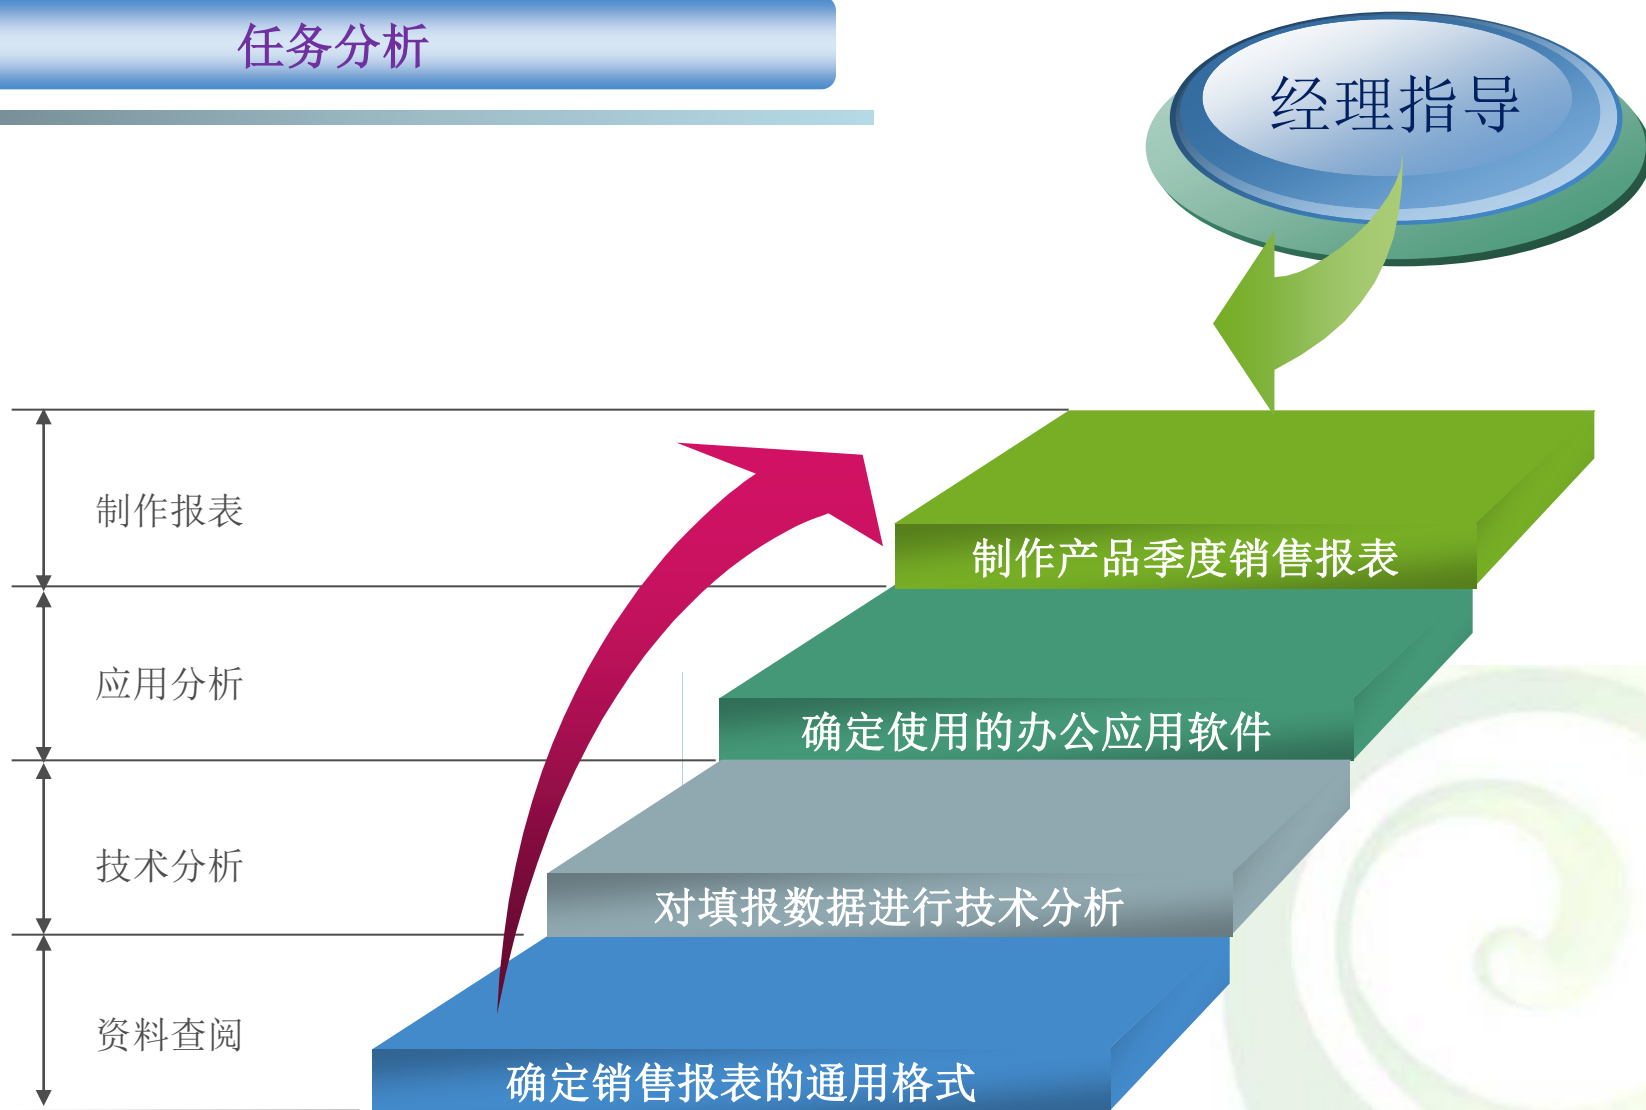 任务分析
经理指导
制作报表
制作产品季度销售报表
应用分析
确定使用的办公应用软件
技术分析
对填报数据进行技术分析
资料查阅
确定销售报表的通用格式